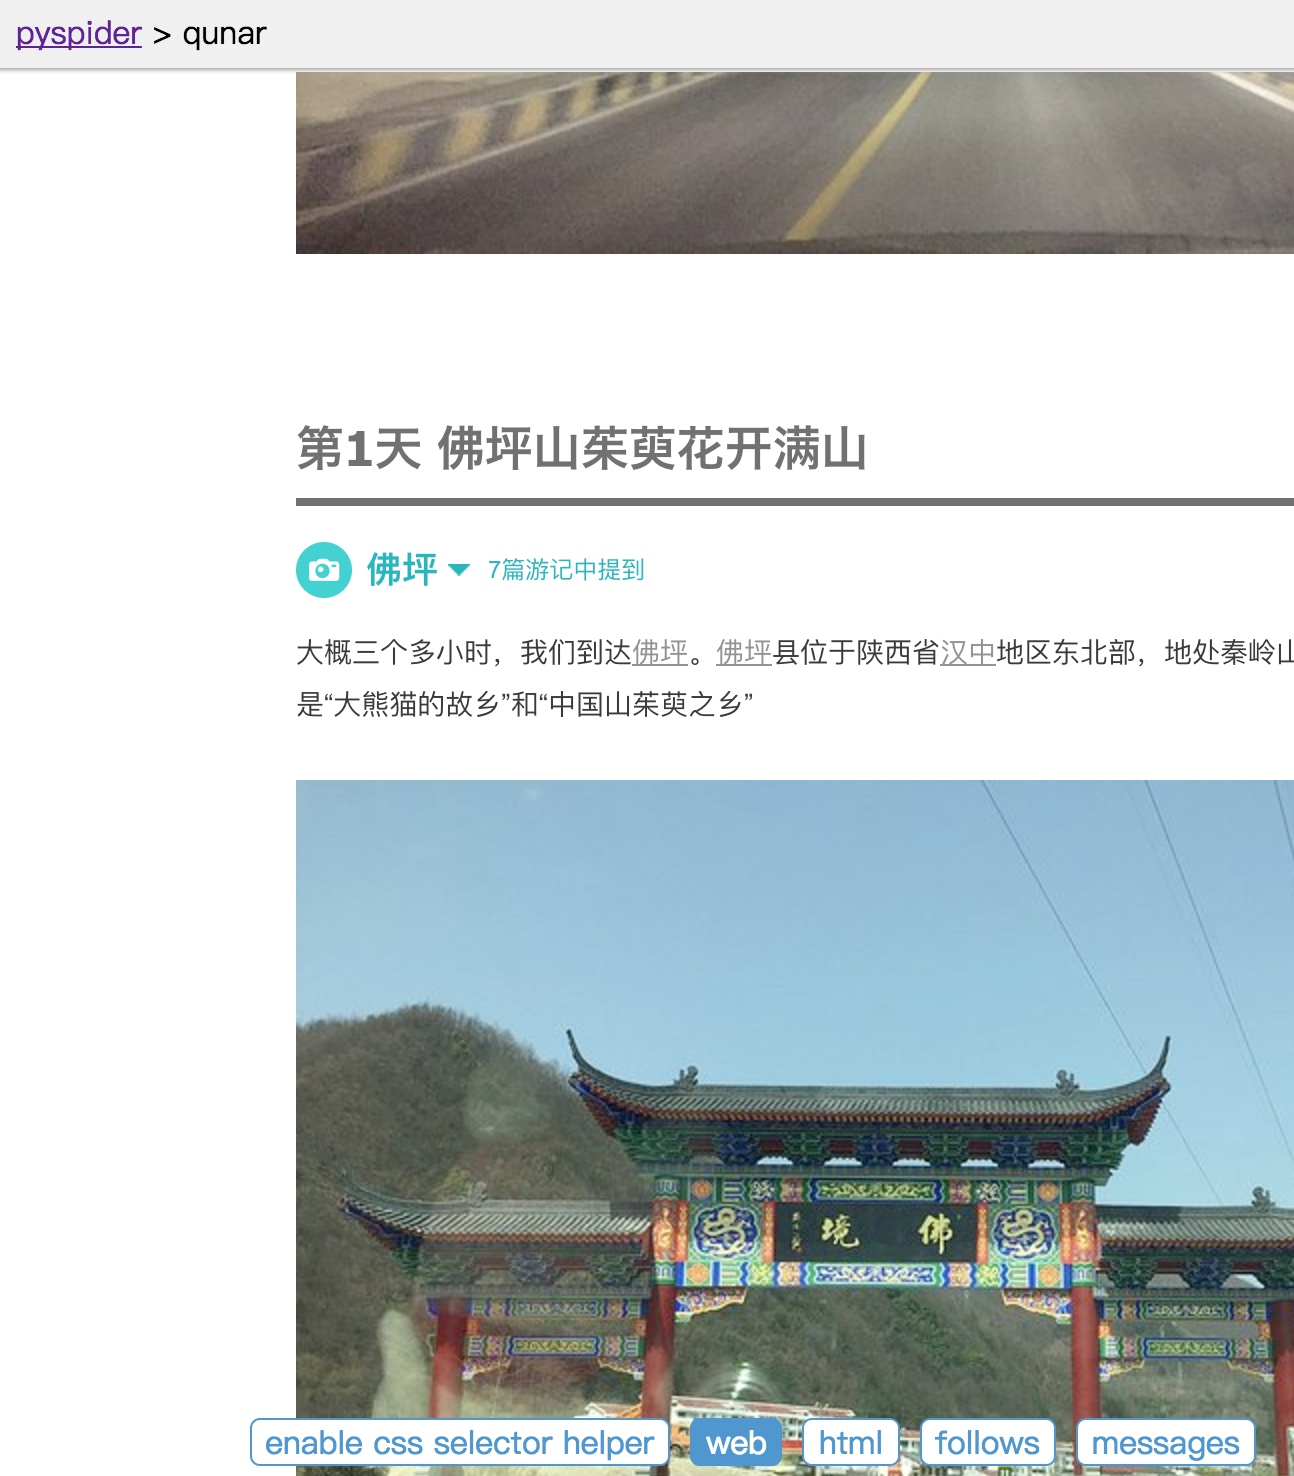 pyspider > qunar
第1天 佛坪山茱萸花开满山
佛坪 7篇游记中提到
大概三个多小时，我们到达佛坪。佛坪县位于陕西省汉中地区东北部，地处秦岭山
是“大熊猫的故乡”和“中国山茱萸之乡”
境 佛
enable css selector helper web html follows messages